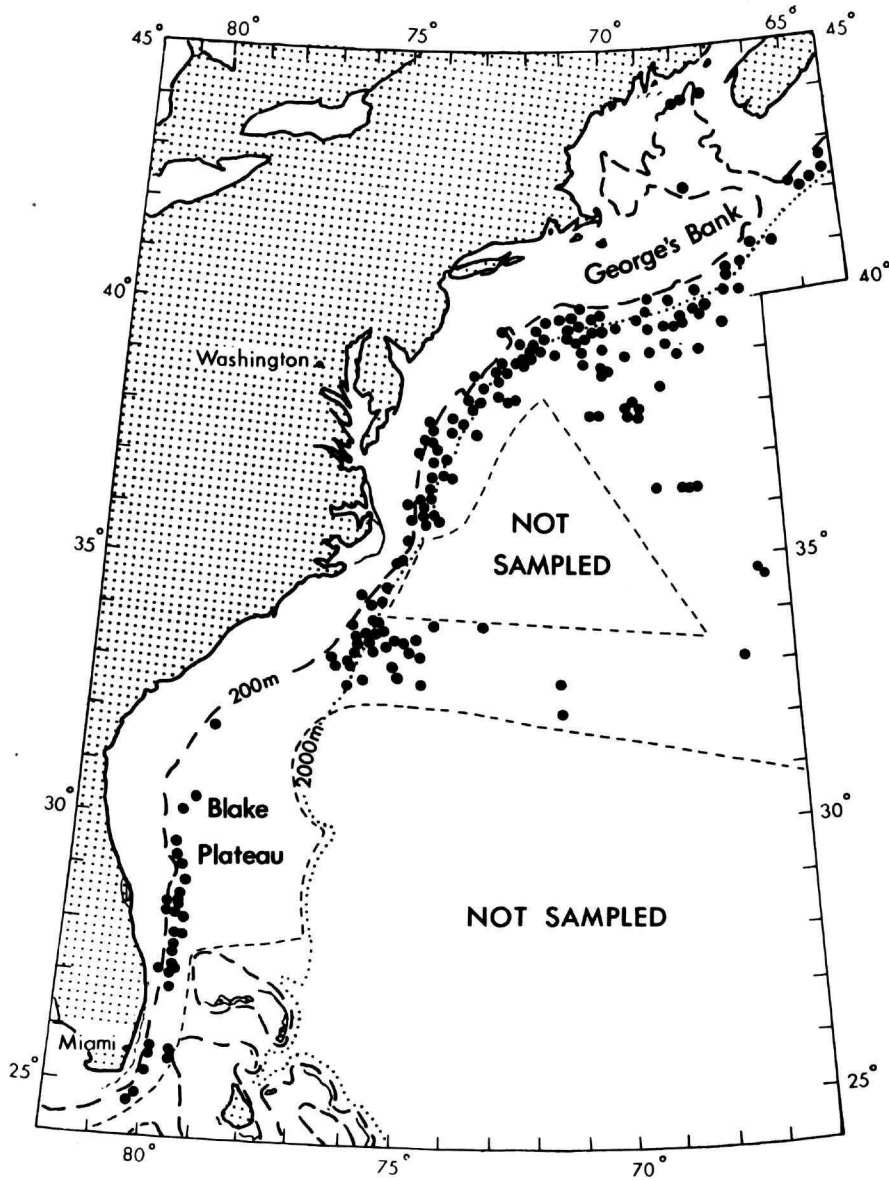 45°
80°
75°
70°
65°
45°
George's Bank
40°
40°
Washington
NOT
SAMPLED
35°
35°
200m
2000m
30°
30°
Blake
Plateau
NOT SAMPLED
Miami
25°
25°
80°
75°
70°